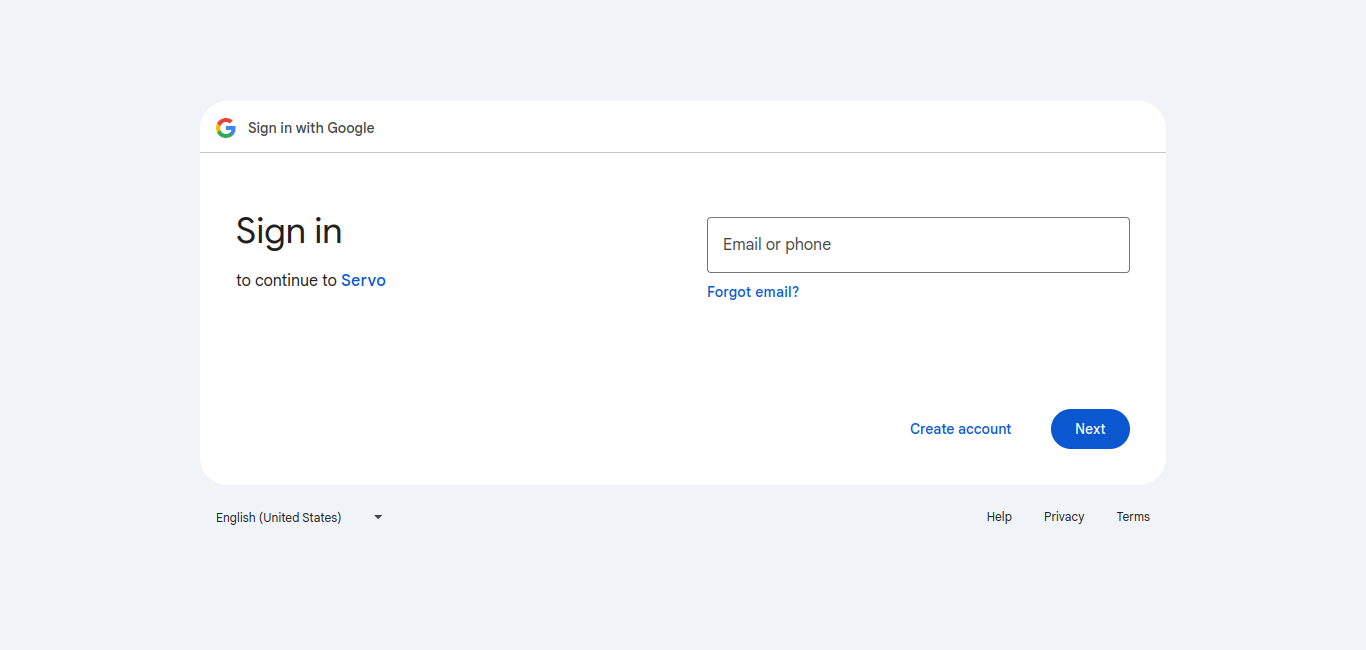 Sign in with Google
Sign in
to continue to Servo
Email or phone
Forgot email?
Create account
Next
English (United States)
Help
Privacy
Terms